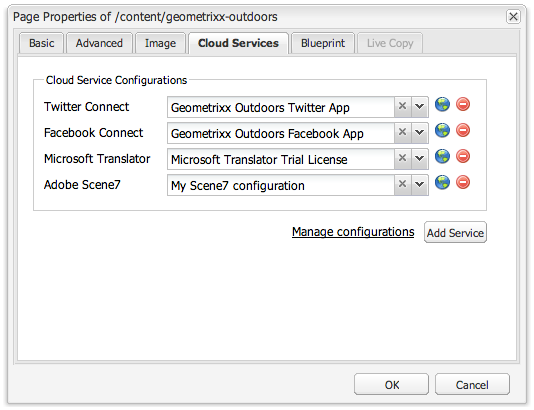 Page Properties of /content/geometrixx-outdoors
Basic Advanced Image Cloud Services Blueprint Live Copy
Cloud Service Configurations
Twitter Connect Geometrixx Outdoors Twitter App
Facebook Connect Geometrixx Outdoors Facebook App
Microsoft Translator Microsoft Translator Trial License
Adobe Scene7 My Scene7 configuration
Manage configurations Add Service
OK Cancel